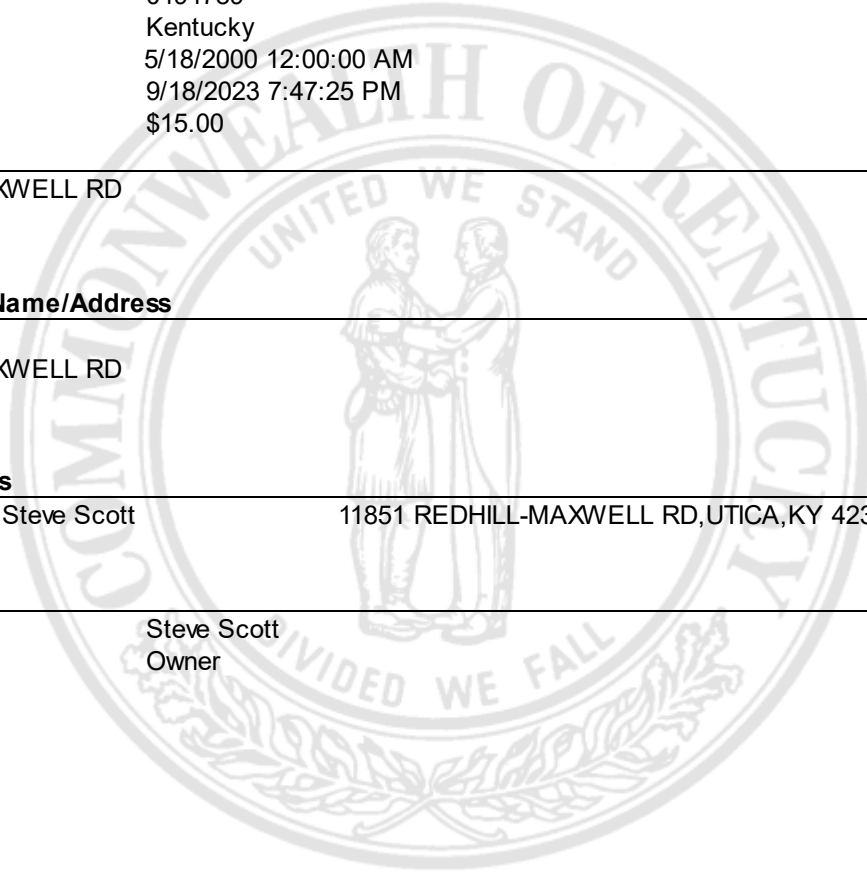 Kentucky
5/18/2000 12:00:00 AM
9/18/2023 7:47:25 PM
$15.00
XWELL RD
Name/Address
XWELL RD
s
Steve Scott 11851 REDHILL-MAXWELL RD,UTICA,KY 423
Steve Scott
Owner
COMMONWEALTH OF KENTUCKY
UNITED WE STAND
DIVIDED WE FALL